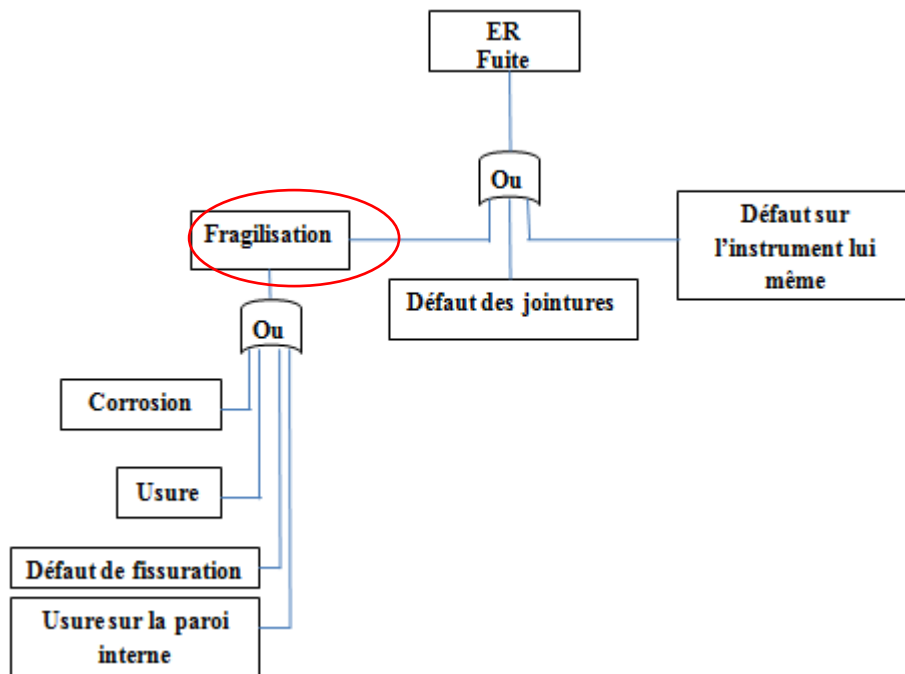 ER
Fuite
Ou
Fragilisation
Défaut sur
l'instrument lui
même
Défaut des jointures
Ou
Corrosion
Usure
Défaut de fissuration
Usure sur la paroi
interne